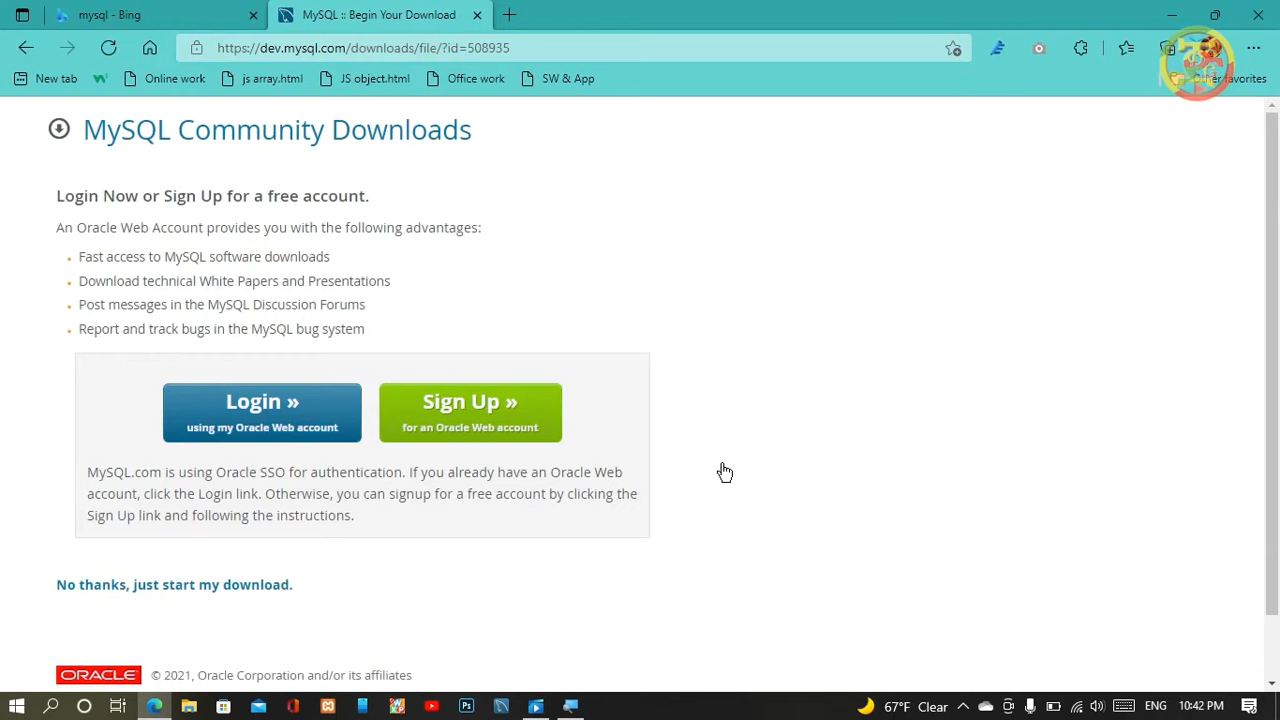 mysql - Bing
MySQL :: Begin Your Download
https://dev.mysql.com/downloads/file/?id=508935
New tab
Online work
js array.html
JS object.html
Office work
SW & App
Other favorites
MySQL Community Downloads
Login Now or Sign Up for a free account.
An Oracle Web Account provides you with the following advantages:
Fast access to MySQL software downloads
Download technical White Papers and Presentations
Post messages in the MySQL Discussion Forums
Report and track bugs in the MySQL bug system
Login »
using my Oracle Web account
Sign Up »
for an Oracle Web account
MySQL.com is using Oracle SSO for authentication. If you already have an Oracle Web
account, click the Login link. Otherwise, you can signup for a free account by clicking the
Sign Up link and following the instructions.
No thanks, just start my download.
ORACLE © 2021, Oracle Corporation and/or its affiliates
67°F Clear
ENG
10:42 PM